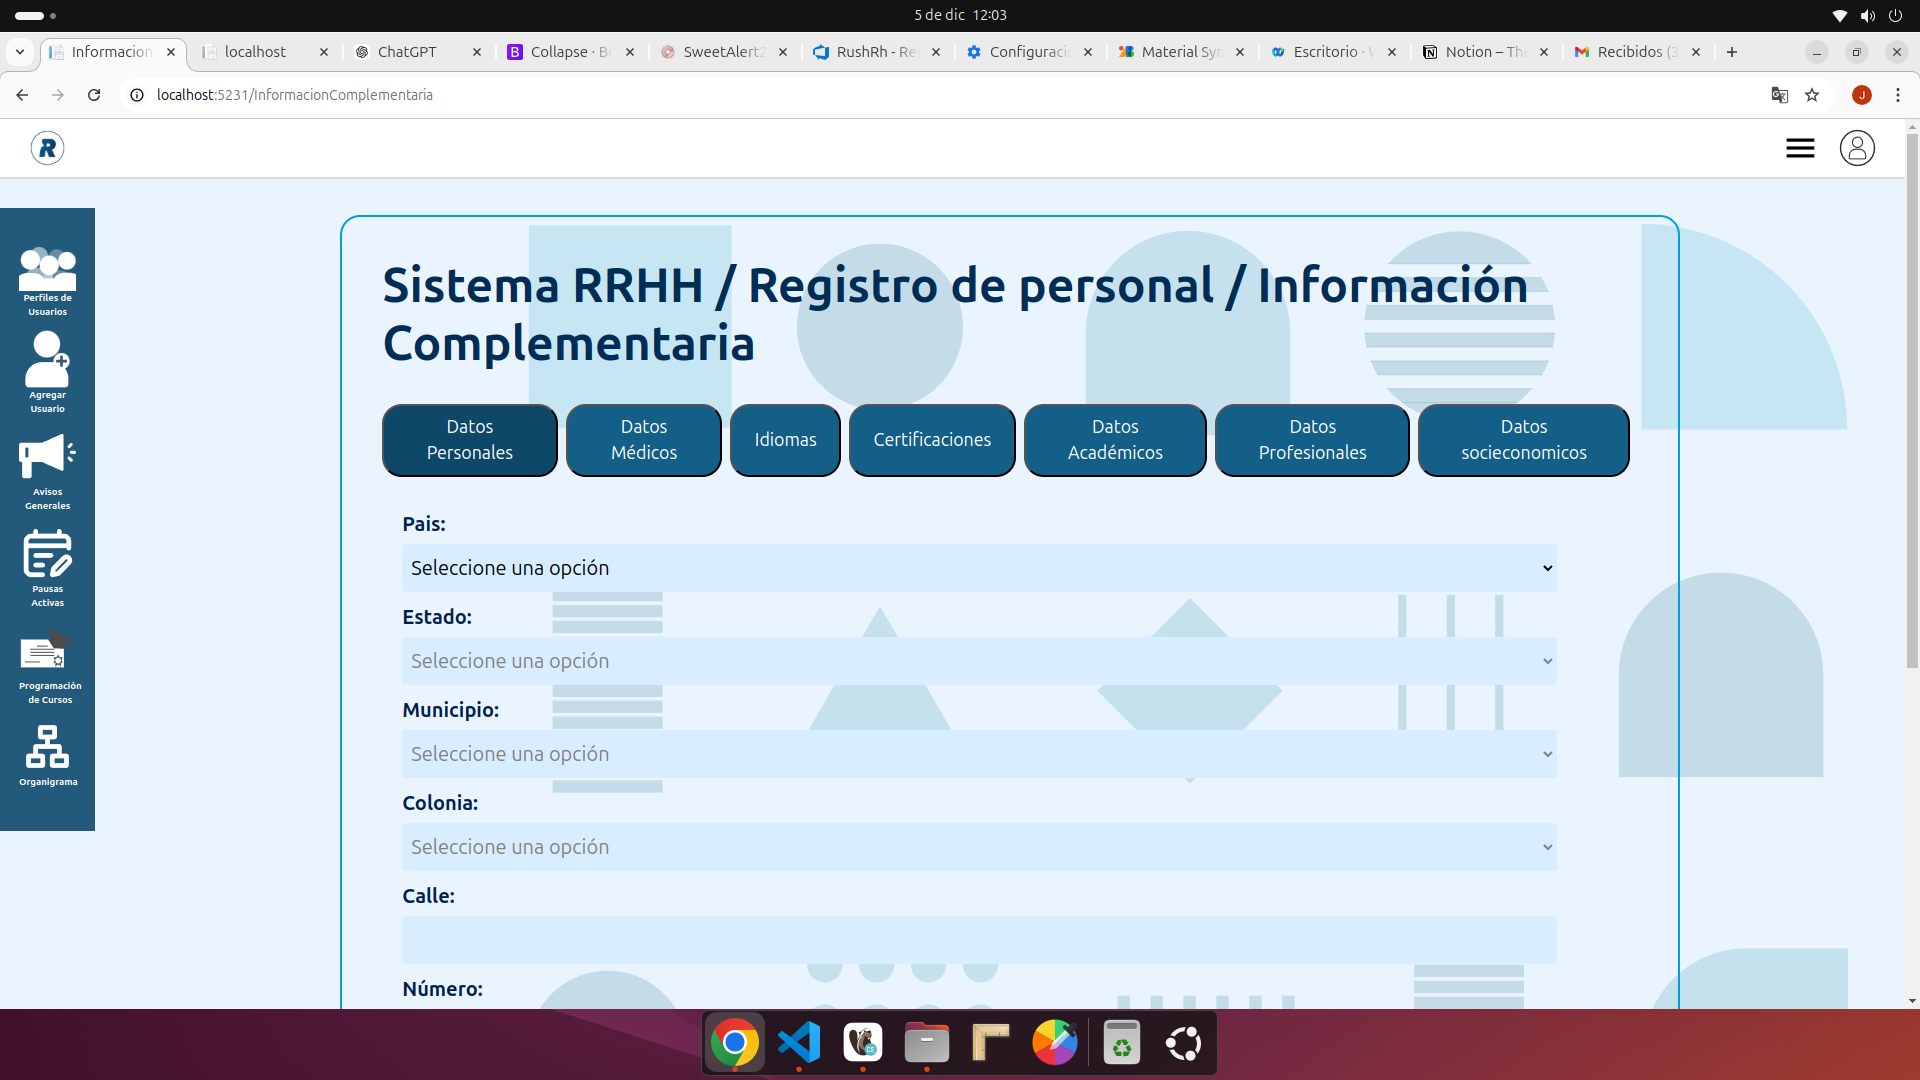 5 de dic 12:03
Informacion
localhost
ChatGPT
Collapse · Bo
SweetAlert2
RushRh - Re
Configuraci
Material Sy
Escritorio ·
Notion – Th
Recibidos (3
localhost:5231/InformacionComplementaria
J
R
Perfiles de
Usuarios
Agregar
Usuario
Avisos
Generales
Pausas
Activas
Programación
de Cursos
Organigrama
Sistema RRHH / Registro de personal / Información
Complementaria
Datos
Personales
Datos
Médicos
Idiomas
Certificaciones
Datos
Académicos
Datos
Profesionales
Datos
socieconomicos
Pais:
Seleccione una opción
Estado:
Seleccione una opción
Municipio:
Seleccione una opción
Colonia:
Seleccione una opción
Calle:
Número: